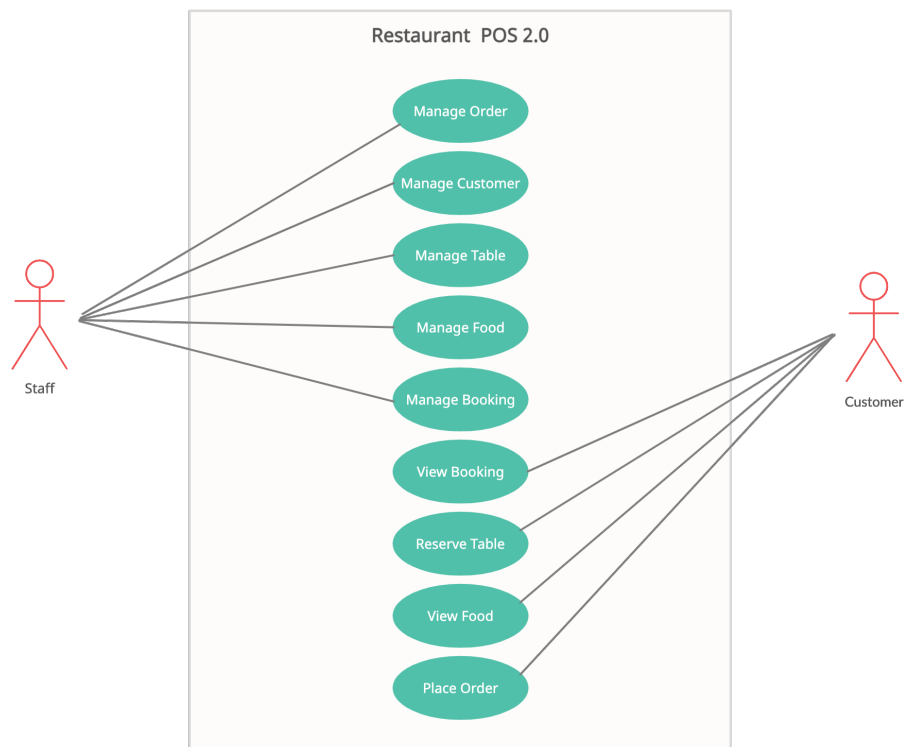 Restaurant  POS 2.0
Manage Order
Manage Customer
Manage Table
Manage Food
Manage Booking
View Booking
Reserve Table
View Food
Place Order
Staff
Customer